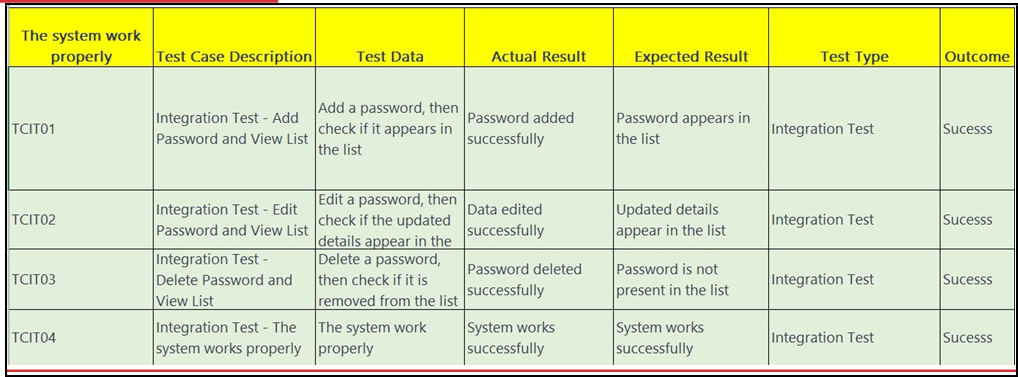 The system work
properly
Test Case Description
Test Data
Actual Result
Expected Result
Test Type
Outcome
TCIT01
Integration Test - Add
Password and View List
Add a password, then
check if it appears in
the list
Password added
successfully
Password appears in
the list
Integration Test
Sucesss
TCIT02
Integration Test - Edit
Password and View List
Edit a password, then
check if the updated
details appear in the
Data edited
successfully
Updated details
appear in the list
Integration Test
Sucesss
TCIT03
Integration Test -
Delete Password and
View List
Delete a password,
then check if it is
removed from the list
Password deleted
successfully
Password is not
present in the list
Integration Test
Sucesss
TCIT04
Integration Test - The
system works properly
The system work
properly
System works
successfully
System works
successfully
Integration Test
Sucesss